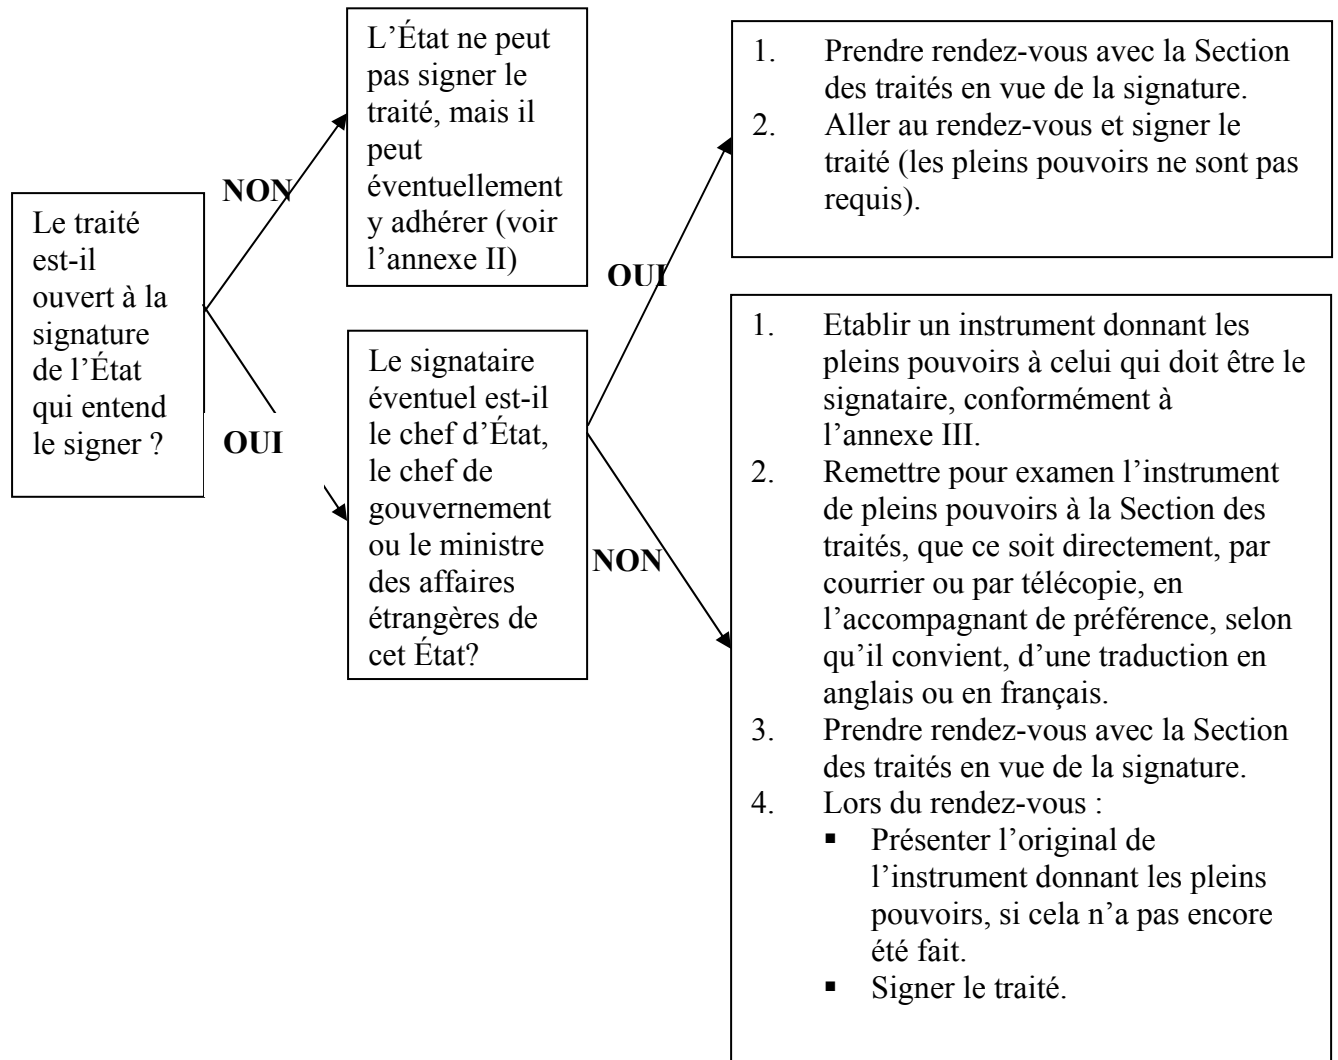 Le traité
est-il
ouvert à la
signature
de l’État
qui entend
le signer ?
NON
OUI
L’État ne peut
pas signer le
traité, mais il
peut
éventuellement
y adhérer (voir
l’annexe II)
Le signataire
éventuel est-il
le chef d’État,
le chef de
gouvernement
ou le ministre
des affaires
étrangères de
cet État?
OUI
NON
1. Prendre rendez-vous avec la Section
des traités en vue de la signature.
2. Aller au rendez-vous et signer le
traité (les pleins pouvoirs ne sont pas
requis).
1. Etablir un instrument donnant les
pleins pouvoirs à celui qui doit être le
signataire, conformément à
l’annexe III.
2. Remettre pour examen l’instrument
de pleins pouvoirs à la Section des
traités, que ce soit directement, par
courrier ou par télécopie, en
l’accompagnant de préférence, selon
qu’il convient, d’une traduction en
anglais ou en français.
3. Prendre rendez-vous avec la Section
des traités en vue de la signature.
4. Lors du rendez-vous :
▪ Présenter l’original de
l’instrument donnant les pleins
pouvoirs, si cela n’a pas encore
été fait.
▪ Signer le traité.